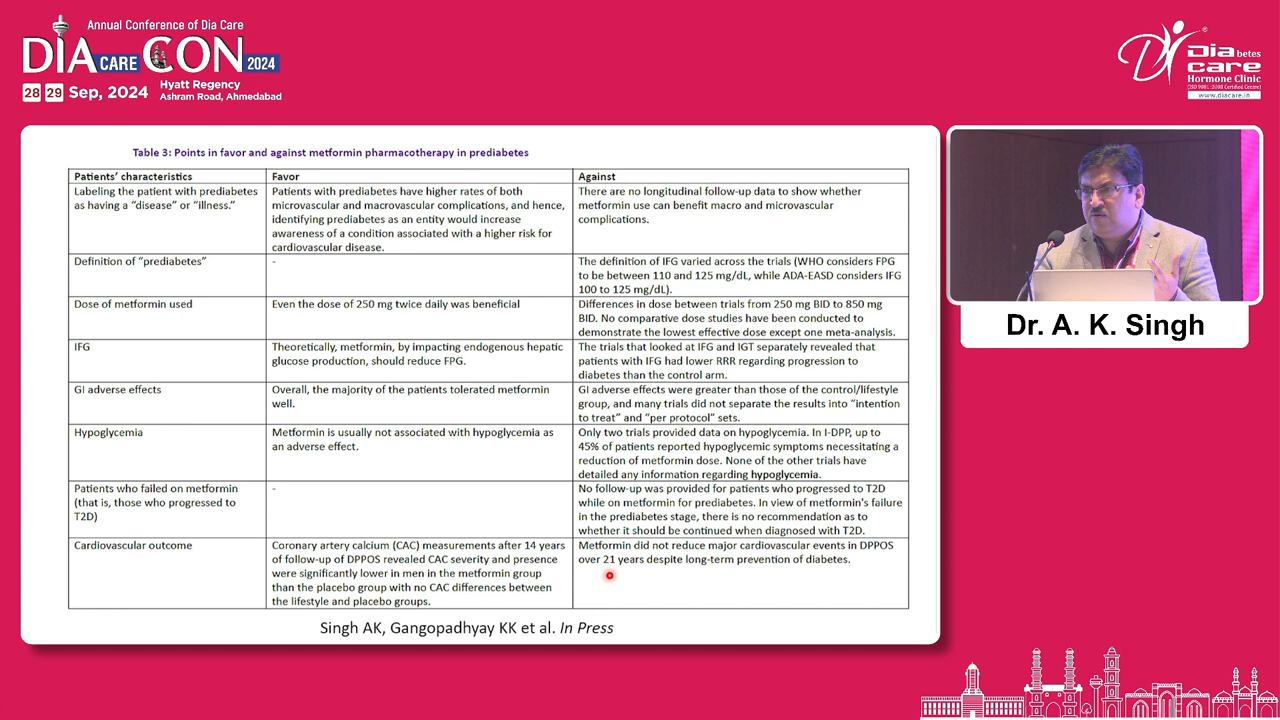 Annual Conference of Dia Care
DIA CARE CON 2024
28 29 Sep, 2024
Hyatt Regency
Ashram Road, Ahmedabad
Diabetes
care
Hormone Clinic
(ISO 9001:2008 Certified Centre)
www.diacare.in
Table 3: Points in favor and against metformin pharmacotherapy in prediabetes
Patients' characteristics
Favor
Against
Labeling the patient with prediabetes
as having a "disease" or "illness."
Patients with prediabetes have higher rates of both
microvascular and macrovascular complications, and hence,
identifying prediabetes as an entity would increase
awareness of a condition associated with a higher risk for
cardiovascular disease.
There are no longitudinal follow-up data to show whether
metformin use can benefit macro and microvascular
complications.
Definition of "prediabetes"
-
The definition of IFG varied across the trials (WHO considers FPG
to be between 110 and 125 mg/dL, while ADA-EASD considers IFG
100 to 125 mg/dL).
Dose of metformin used
Even the dose of 250 mg twice daily was beneficial
Differences in dose between trials from 250 mg BID to 850 mg
BID. No comparative dose studies have been conducted to
demonstrate the lowest effective dose except one meta-analysis.
IFG
Theoretically, metformin, by impacting endogenous hepatic
glucose production, should reduce FPG.
The trials that looked at IFG and IGT separately revealed that
patients with IFG had lower RRR regarding progression to
diabetes than the control arm.
GI adverse effects
Overall, the majority of the patients tolerated metformin
well.
GI adverse effects were greater than those of the control/lifestyle
group, and many trials did not separate the results into "intention
to treat" and "per protocol" sets.
Hypoglycemia
Metformin is usually not associated with hypoglycemia as
an adverse effect.
Only two trials provided data on hypoglycemia. In I-DPP, up to
45% of patients reported hypoglycemic symptoms necessitating a
reduction of metformin dose. None of the other trials have
detailed any information regarding hypoglycemia.
Patients who failed on metformin
(that is, those who progressed to
T2D)
-
No follow-up was provided for patients who progressed to T2D
while on metformin for prediabetes. In view of metformin's failure
in the prediabetes stage, there is no recommendation as to
whether it should be continued when diagnosed with T2D.
Cardiovascular outcome
Coronary artery calcium (CAC) measurements after 14 years
of follow-up of DPPOS revealed CAC severity and presence
were significantly lower in men in the metformin group
than the placebo group with no CAC differences between
the lifestyle and placebo groups.
Metformin did not reduce major cardiovascular events in DPPOS
over 21 years despite long-term prevention of diabetes.
Singh AK, Gangopadhyay KK et al. In Press
Dr. A. K. Singh